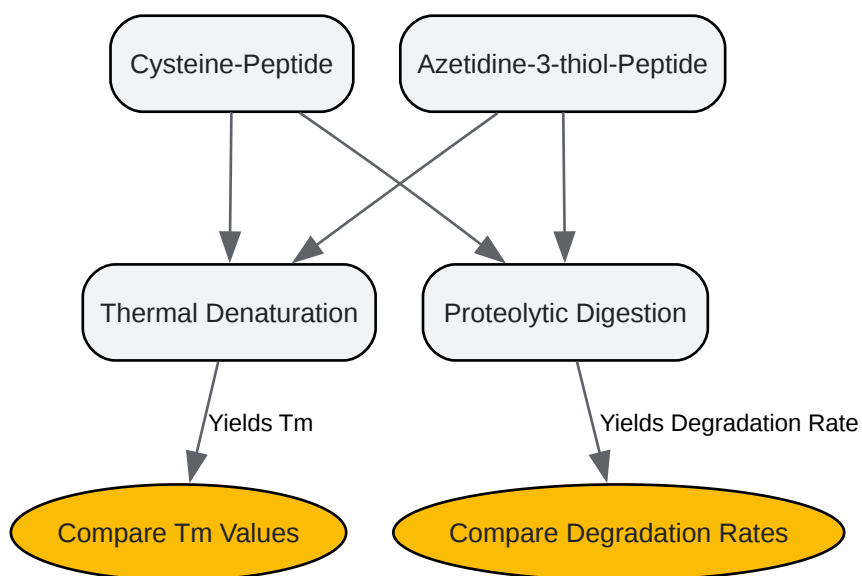 Cysteine-Peptide
Azetidine-3-thiol-Peptide
Thermal Denaturation
Proteolytic Digestion
Yields Tm
Yields Degradation Rate
Compare Tm Values
Compare Degradation Rates